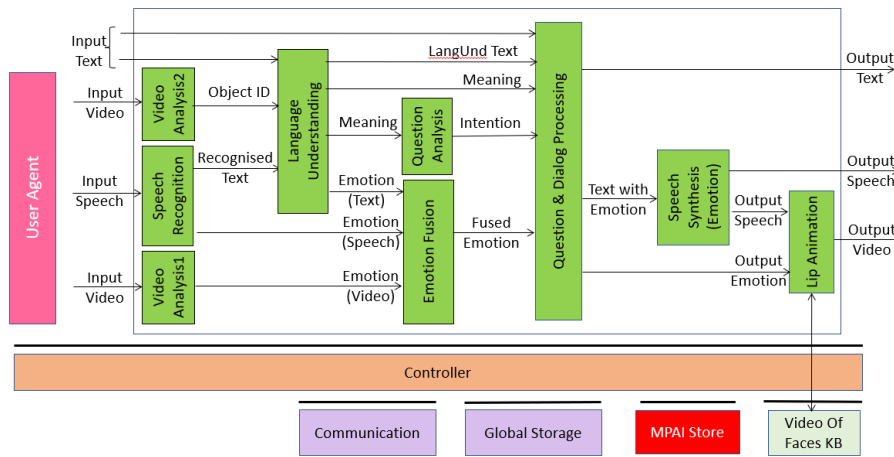 Input
Text
LangUnd Text
Output
Text
Meaning
Input
Video
Video
Analysis2
Object ID
Language
Understanding
Meaning
Question
Analysis
Intention
Question & Dialog Processing
User Agent
Input
Speech
Speech
Recognition
Recognised
Text
Emotion
(Text)
Emotion
(Speech)
Emotion Fusion
Fused
Emotion
Text with
Emotion
Speech
Synthesis
(Emotion)
Output
Speech
Output
Speech
Lip Animation
Output
Video
Input
Video
Video
Analysis1
Emotion
(Video)
Output
Emotion
Controller
Communication
Global Storage
MPAI Store
Video Of
Faces KB